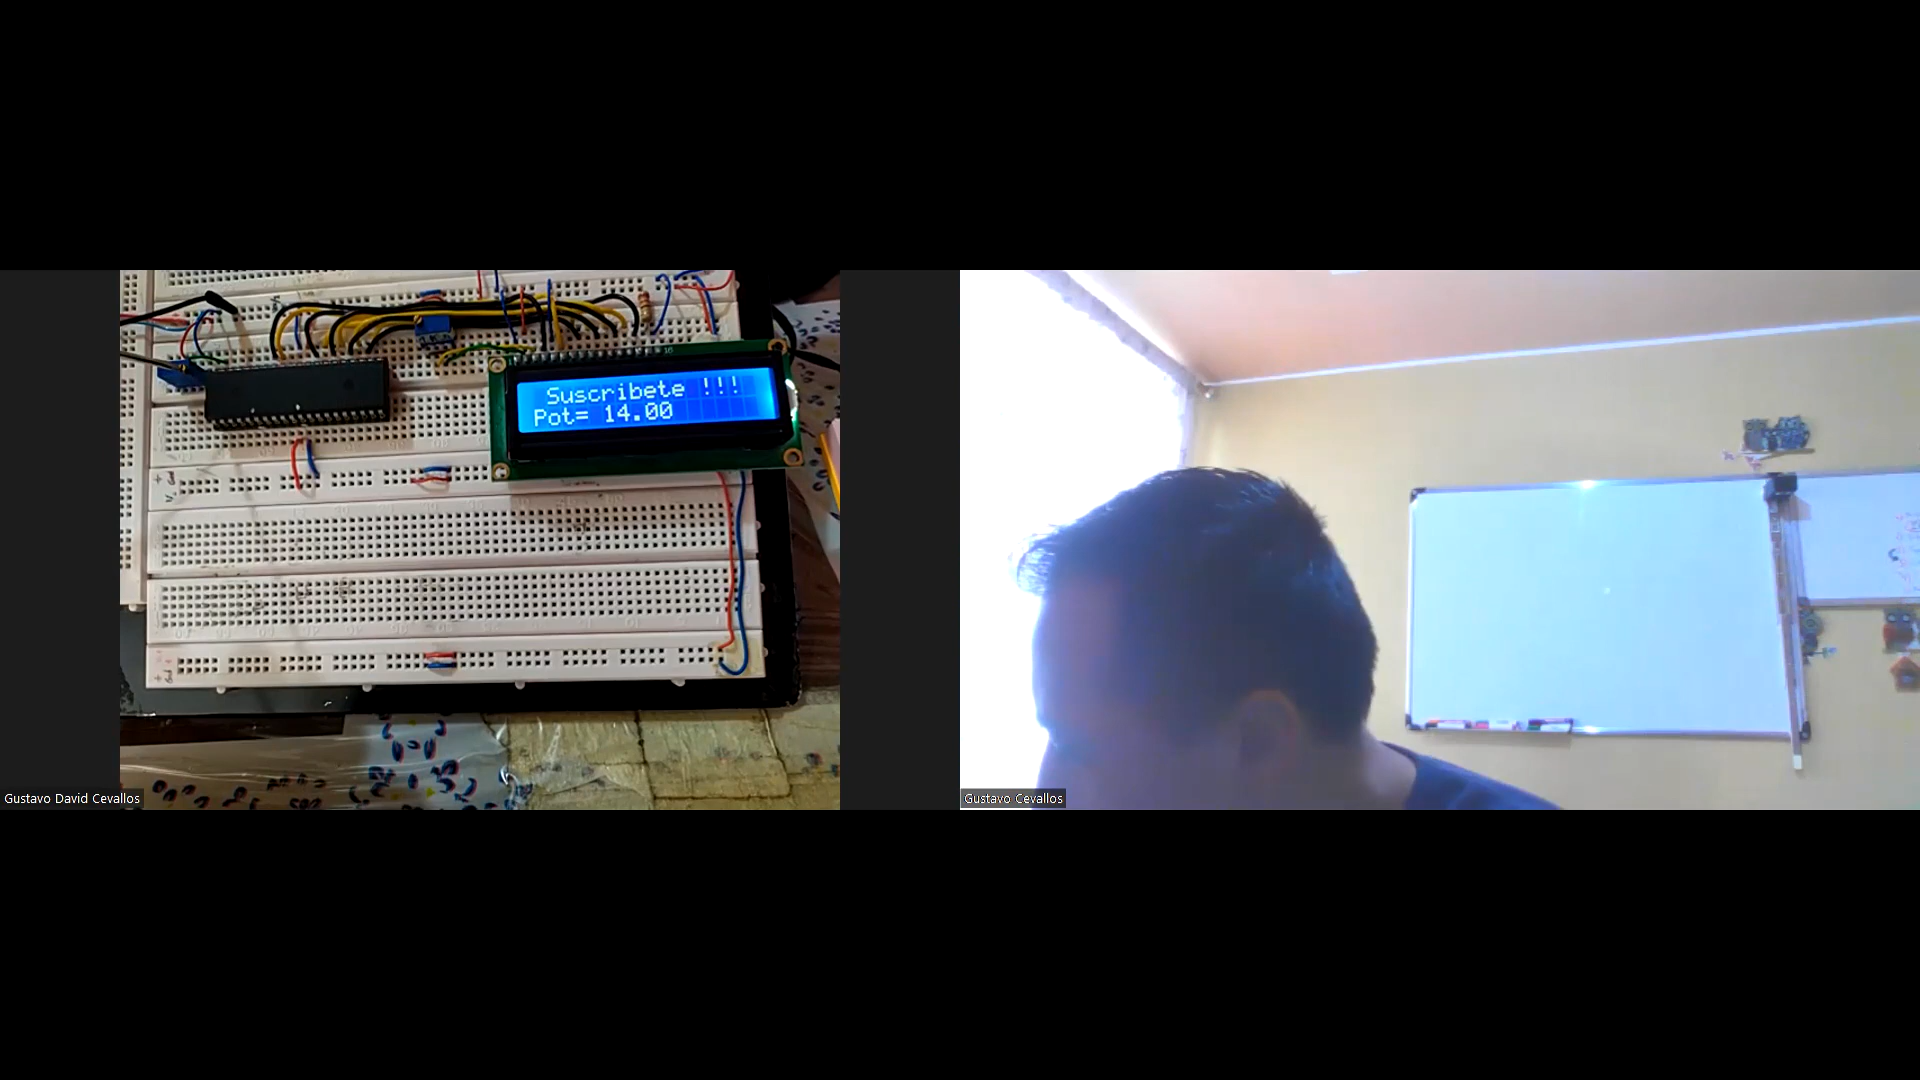 Suscribete !!!
Pot= 14.00
Gustavo David Cevallos
Gustavo Cevallos